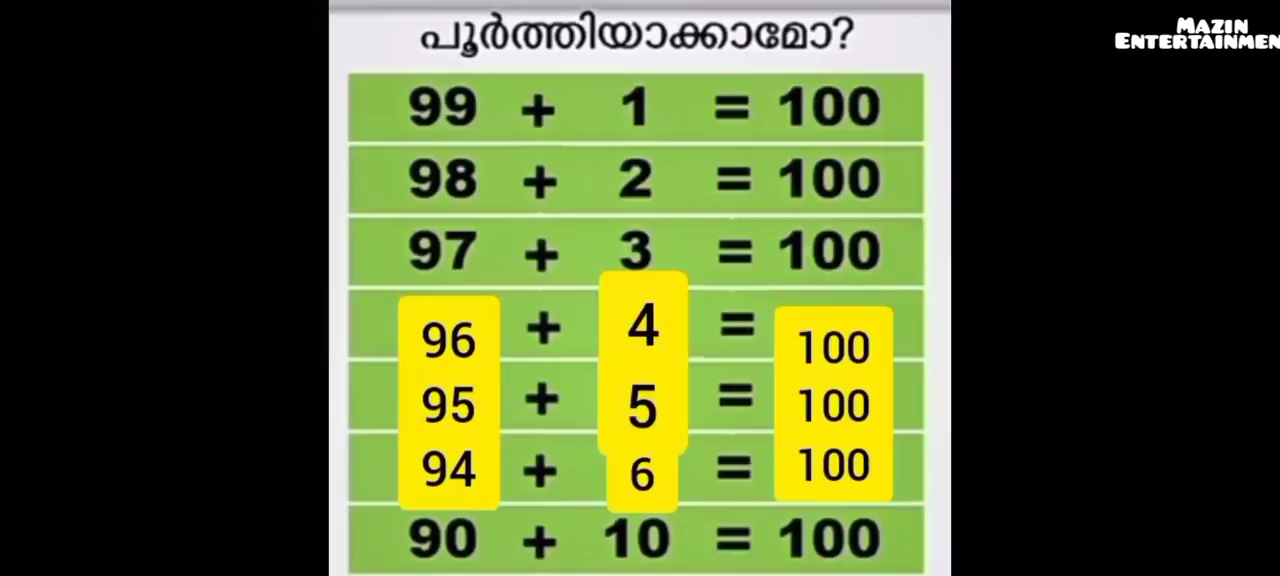 പൂർത്തിയാക്കാമോ?
MAZIN
ENTERTAINMEN
99 + 1 = 100
98 + 2 = 100
97 + 3 = 100
96 + 4 = 100
95 + 5 = 100
94 + 6 = 100
90 + 10 = 100